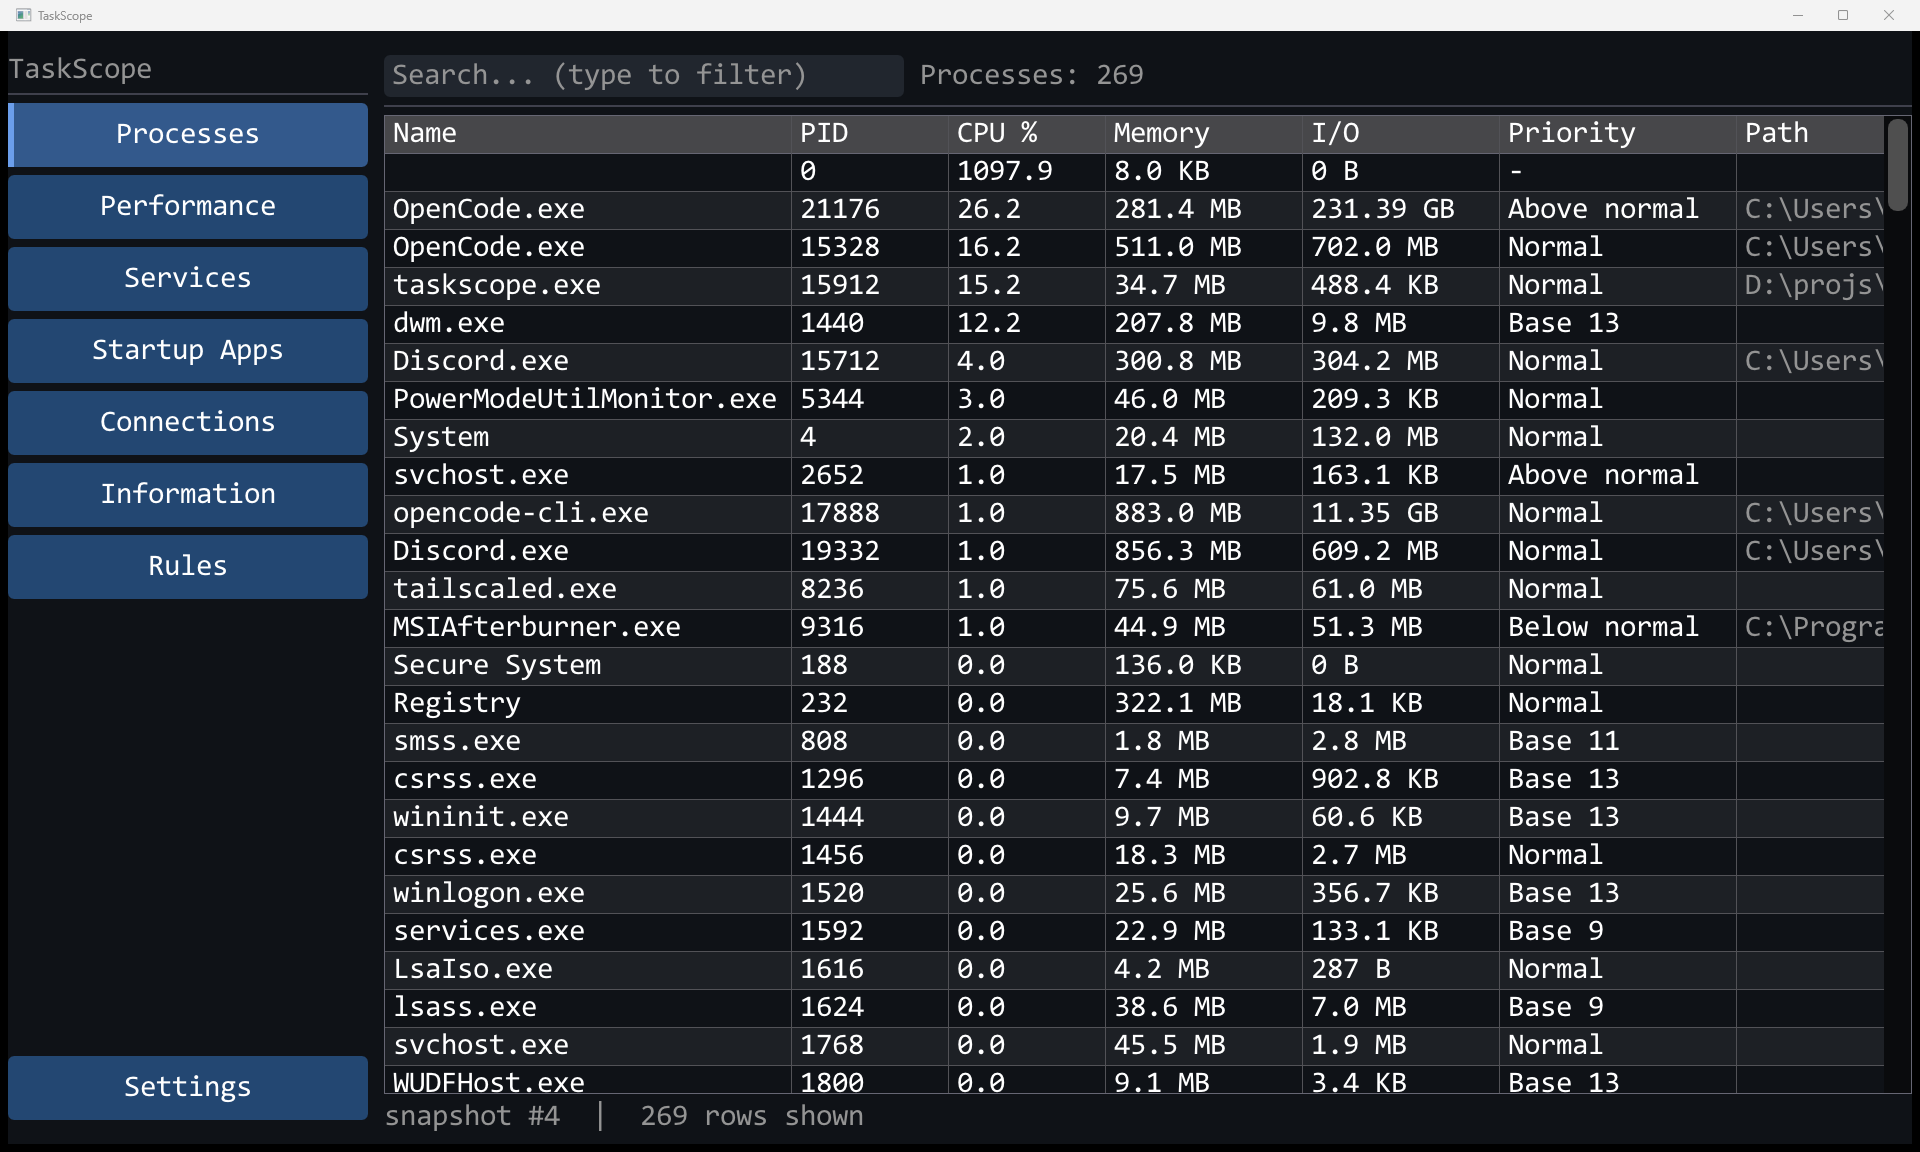 TaskScope
TaskScope
Processes
Performance
Services
Startup Apps
Connections
Information
Rules
Settings
Search... (type to filter) Processes: 269
Name PID CPU % Memory I/O Priority Path
0 1097.9 8.0 KB 0 B -
OpenCode.exe 21176 26.2 281.4 MB 231.39 GB Above normal C:\Users\
OpenCode.exe 15328 16.2 511.0 MB 702.0 MB Normal C:\Users\
taskscope.exe 15912 15.2 34.7 MB 488.4 KB Normal D:\projs\
dwm.exe 1440 12.2 207.8 MB 9.8 MB Base 13
Discord.exe 15712 4.0 300.8 MB 304.2 MB Normal C:\Users\
PowerModeUtilMonitor.exe 5344 3.0 46.0 MB 209.3 KB Normal
System 4 2.0 20.4 MB 132.0 MB Normal
svchost.exe 2652 1.0 17.5 MB 163.1 KB Above normal
opencode-cli.exe 17888 1.0 883.0 MB 11.35 GB Normal C:\Users\
Discord.exe 19332 1.0 856.3 MB 609.2 MB Normal C:\Users\
tailscaled.exe 8236 1.0 75.6 MB 61.0 MB Normal
MSIAfterburner.exe 9316 1.0 44.9 MB 51.3 MB Below normal C:\Progra
Secure System 188 0.0 136.0 KB 0 B Normal
Registry 232 0.0 322.1 MB 18.1 KB Normal
smss.exe 808 0.0 1.8 MB 2.8 MB Base 11
csrss.exe 1296 0.0 7.4 MB 902.8 KB Base 13
wininit.exe 1444 0.0 9.7 MB 60.6 KB Base 13
csrss.exe 1456 0.0 18.3 MB 2.7 MB Normal
winlogon.exe 1520 0.0 25.6 MB 356.7 KB Base 13
services.exe 1592 0.0 22.9 MB 133.1 KB Base 9
LsaIso.exe 1616 0.0 4.2 MB 287 B Normal
lsass.exe 1624 0.0 38.6 MB 7.0 MB Base 9
svchost.exe 1768 0.0 45.5 MB 1.9 MB Normal
WUDFHost.exe 1800 0.0 9.1 MB 3.4 KB Base 13
snapshot #4 | 269 rows shown